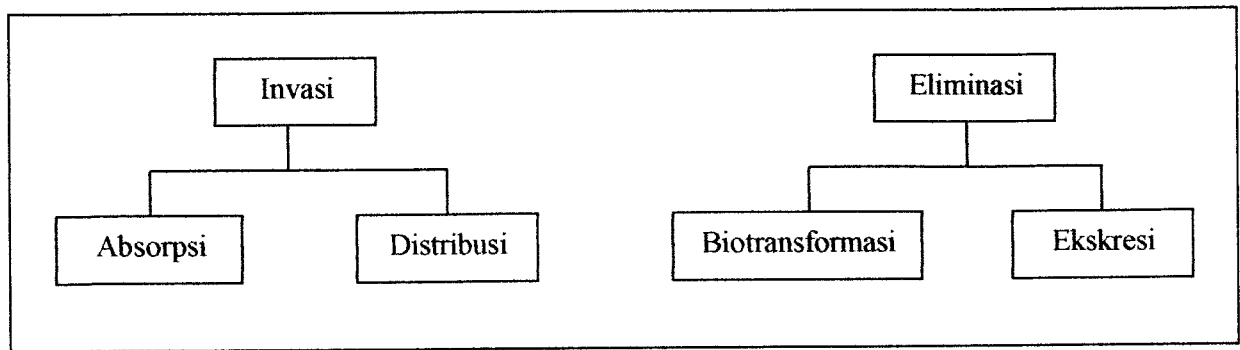 Invasi
Eliminasi
Absorpsi
Distribusi
Biotransformasi
Ekskresi